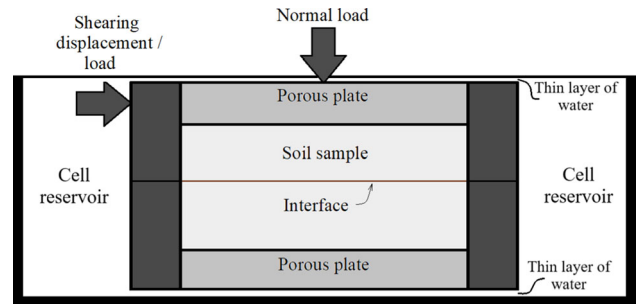 Shearing
displacement /
load
Normal load
Porous plate
Thin layer of
water
Soil sample
Cell
reservoir
Cell
reservoir
Interface
Porous plate
Thin layer of
water